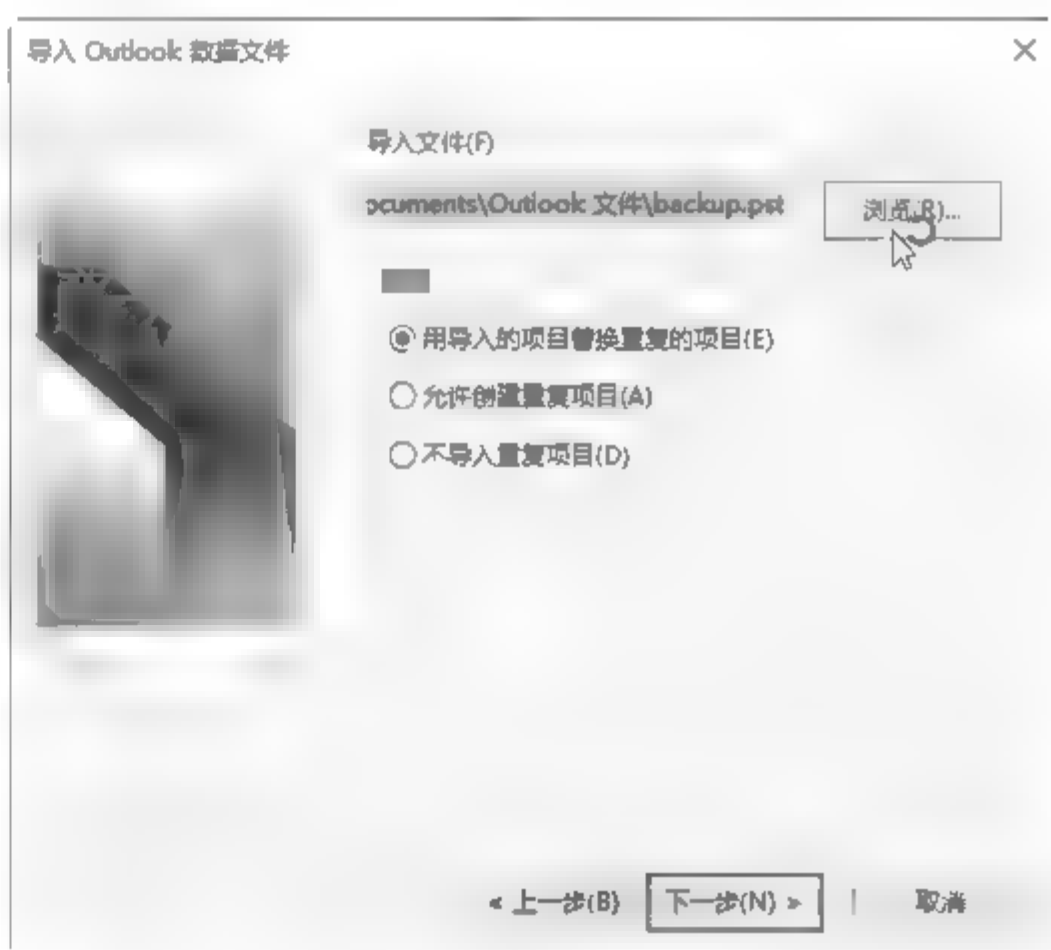 导入 Outlook 数据文件
导入文件(F)
ocuments\Outlook 文件\backup.pst
浏览(R)...
用导入的项目替换重复的项目(E)
允许创建重复项目(A)
不导入重复项目(D)
< 上一步(B)
下一步(N) >
取消